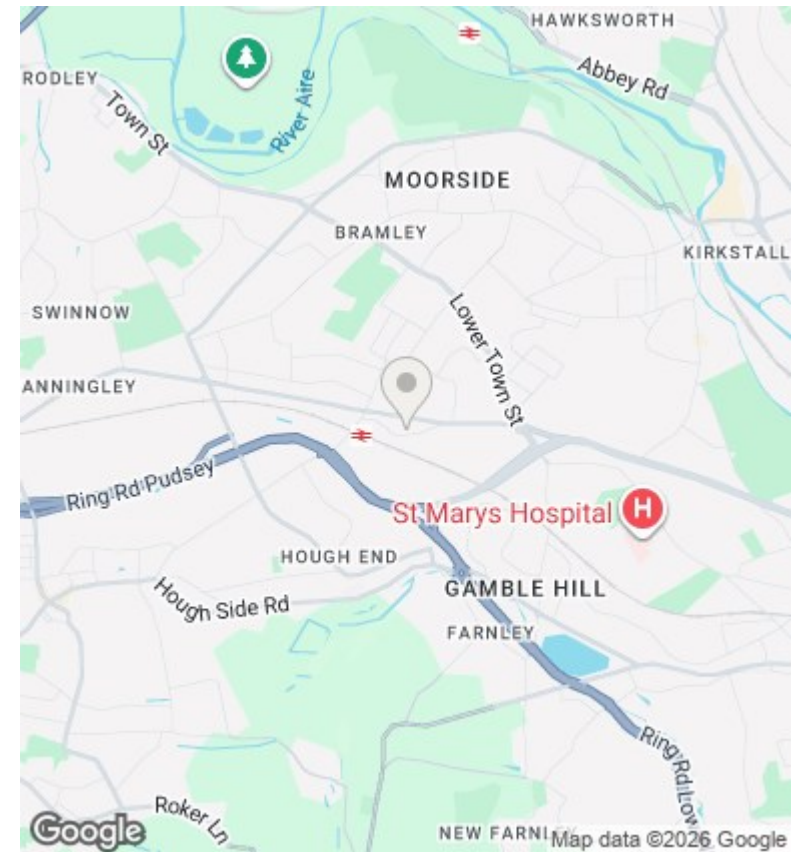 HAWKSWORTH
RODLEY
Abbey Rd
Town St
River Aire
MOORSIDE
BRAMLEY
KIRKSTALL
SWINNOW
Lower Town St
ANNINGLEY
Ring Rd Pudsey
St Marys Hospital
H
HOUGH END
Hough Side Rd
GAMBLE HILL
FARNLEY
Ring Rd Low
Roker Ln
Google
NEW FARNL
Map data ©2026 Google